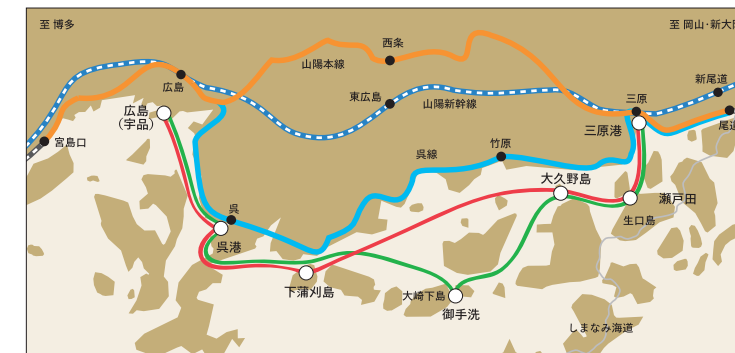 至 博多
至 岡山・新大
西条
山陽本線
新尾道
広島
東広島
山陽新幹線
三原
広島
(宇品)
三原港
尾道
宮島口
竹原
呉線
大久野島
瀬戸田
呉
生口島
呉港
下蒲刈島
大崎下島
御手洗
しまなみ海道